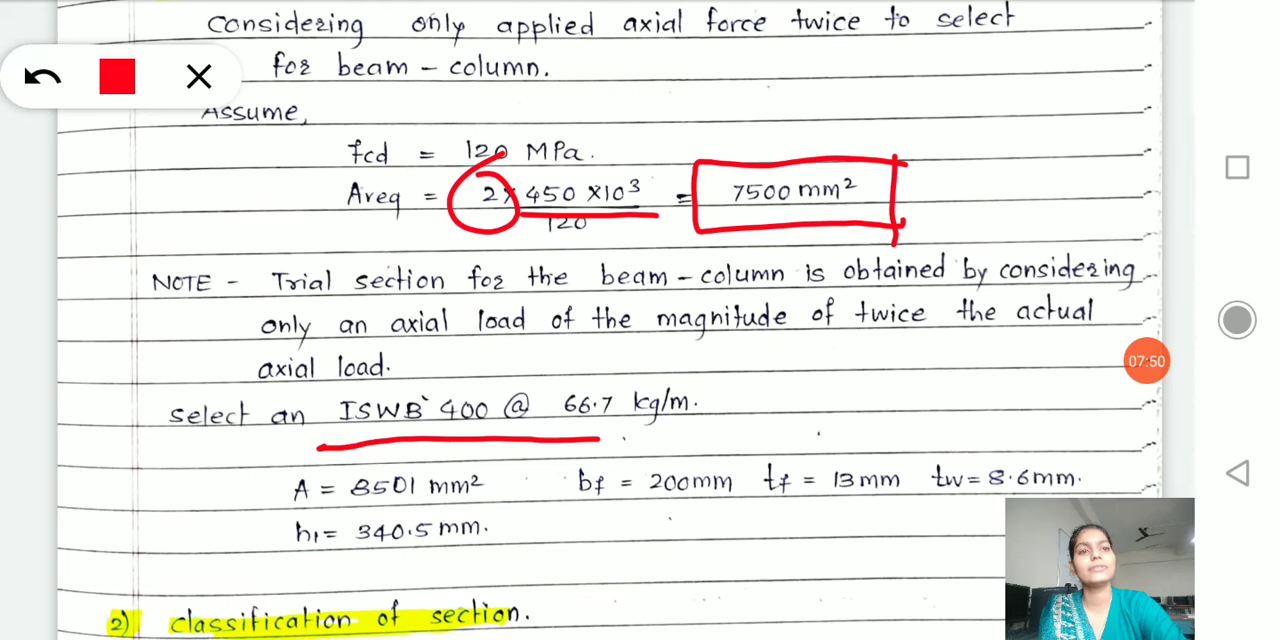 Considering only applied axial force twice to select
for beam - column.
Assume,
fcd = 120 MPa.
Areq = 2 x 450 x10³ = 7500 mm²
120
NOTE - Trial section for the beam - column is obtained by considering
only an axial load of the magnitude of twice the actual
axial load.
07:50
select an ISWB 400 @ 66.7 kg/m.
A = 8501 mm² bf = 200mm tf = 13 mm tw = 8.6mm.
h1 = 340.5 mm.
2) classification of section.